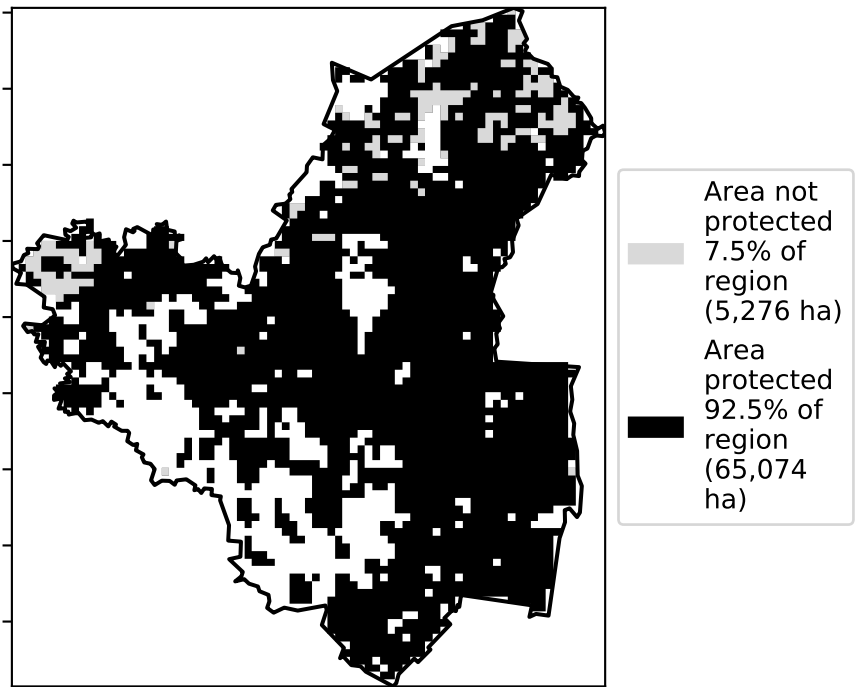 Area not
protected
7.5% of
region
(5,276 ha)
Area
protected
92.5% of
region
(65,074
ha)